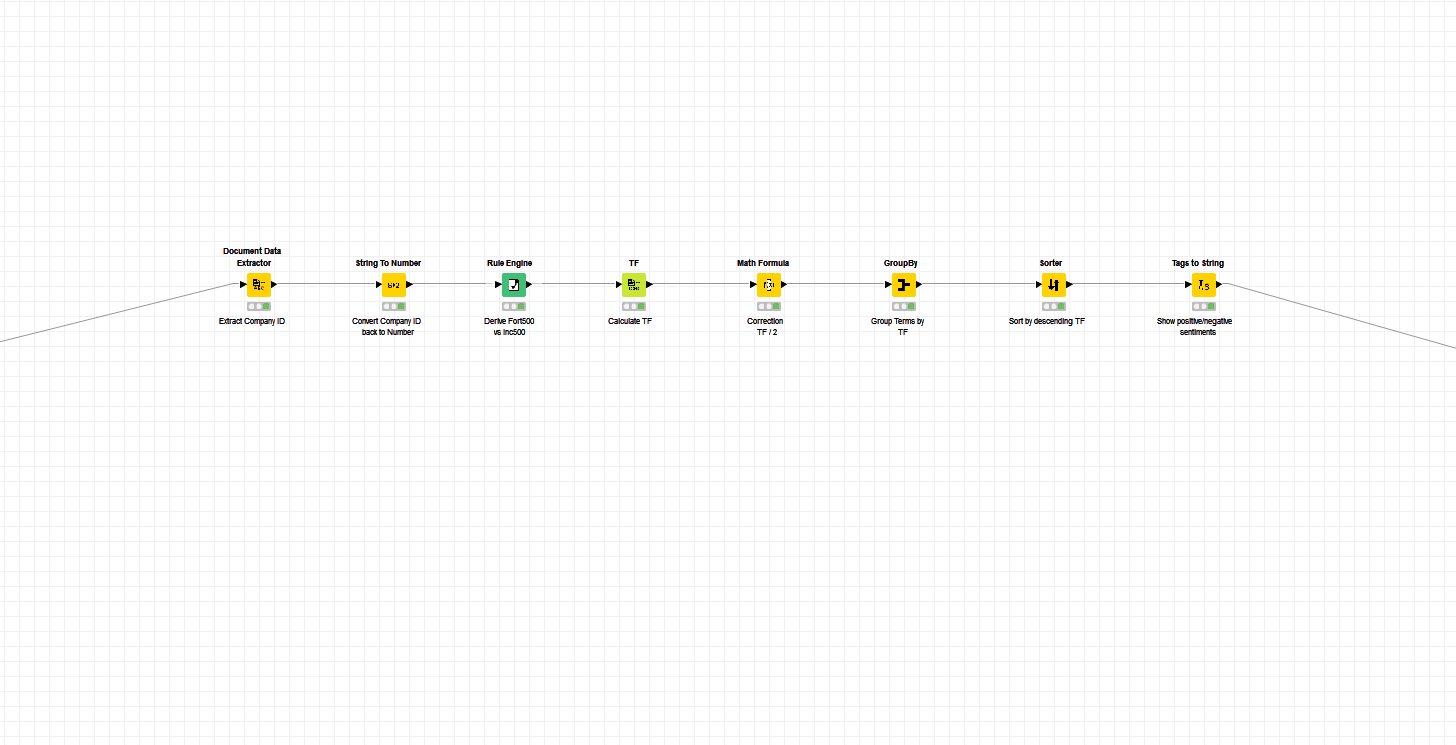 Document Data
Extractor
String To Number
Rule Engine
TF
Math Formula
GroupBy
Sorter
Tags to String
Extract Company ID
Convert Company ID
back to Number
Derive Fort500
vs Inc500
Calculate TF
Correction
TF / 2
Group Terms by
TF
Sort by descending TF
Show positive/negative
sentiments